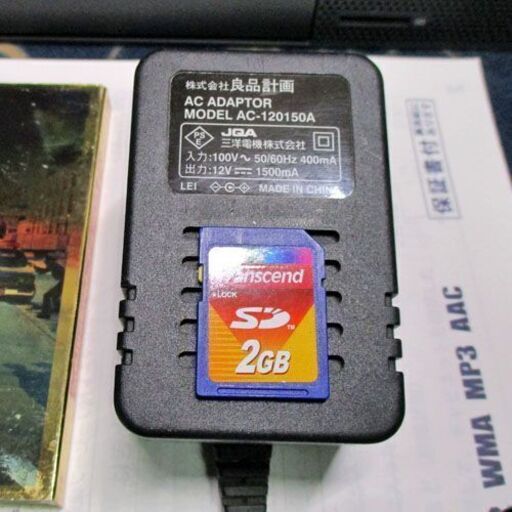 株式会社良品計画
AC ADAPTOR
MODEL AC-120150A
PS
E
JQA
三洋電機株式会社
入力:100V～ 50/60Hz 400mA
出力:12V⎓ 1500mA
LEI
MADE IN CHINA
Transcend
LOCK
SD™
2GB
保証書付
WMA MP3 AAC